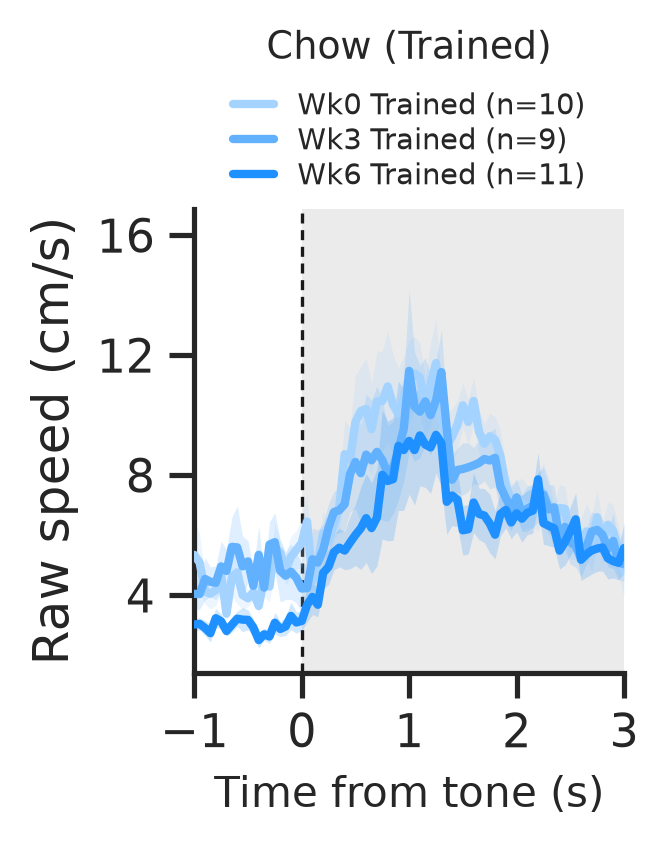 Chow (Trained)
Wk0 Trained (n=10)
Wk3 Trained (n=9)
Wk6 Trained (n=11)
Raw speed (cm/s)
16
12
8
4
−1 0 1 2 3
Time from tone (s)